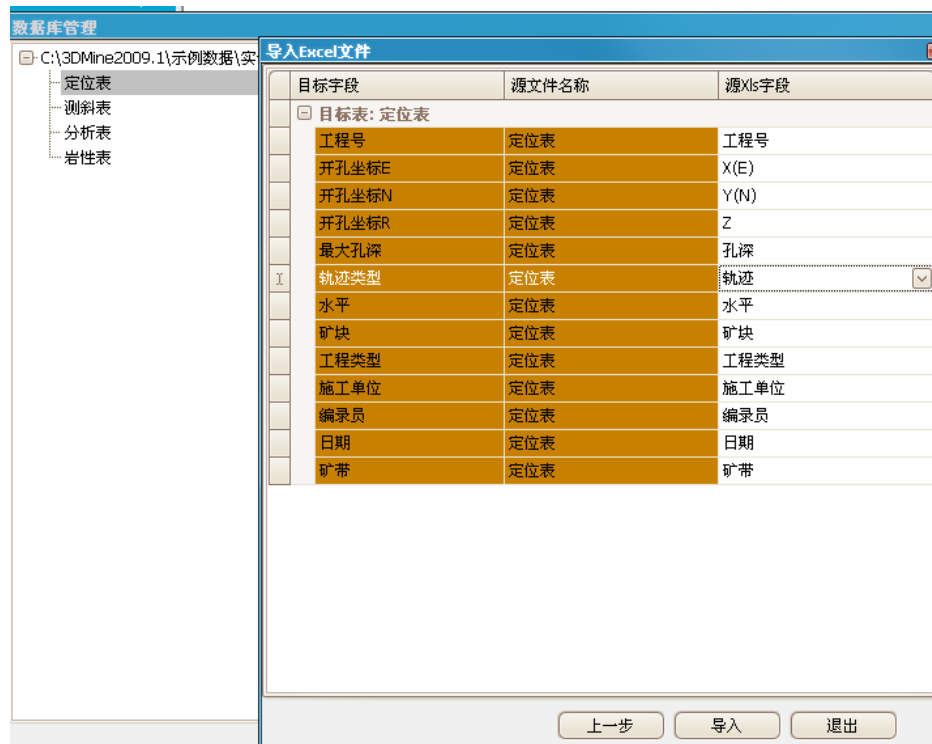 数据库管理
C:\3DMine2009.1\示例数据\实
定位表
测斜表
分析表
岩性表
导入Excel文件
目标字段 源文件名称 源Xls字段
目标表: 定位表
工程号 定位表 工程号
开孔坐标E 定位表 X(E)
开孔坐标N 定位表 Y(N)
开孔坐标R 定位表 Z
最大孔深 定位表 孔深
轨迹类型 定位表 轨迹
水平 定位表 水平
矿块 定位表 矿块
工程类型 定位表 工程类型
施工单位 定位表 施工单位
编录员 定位表 编录员
日期 定位表 日期
矿带 定位表 矿带
上一步 导入 退出